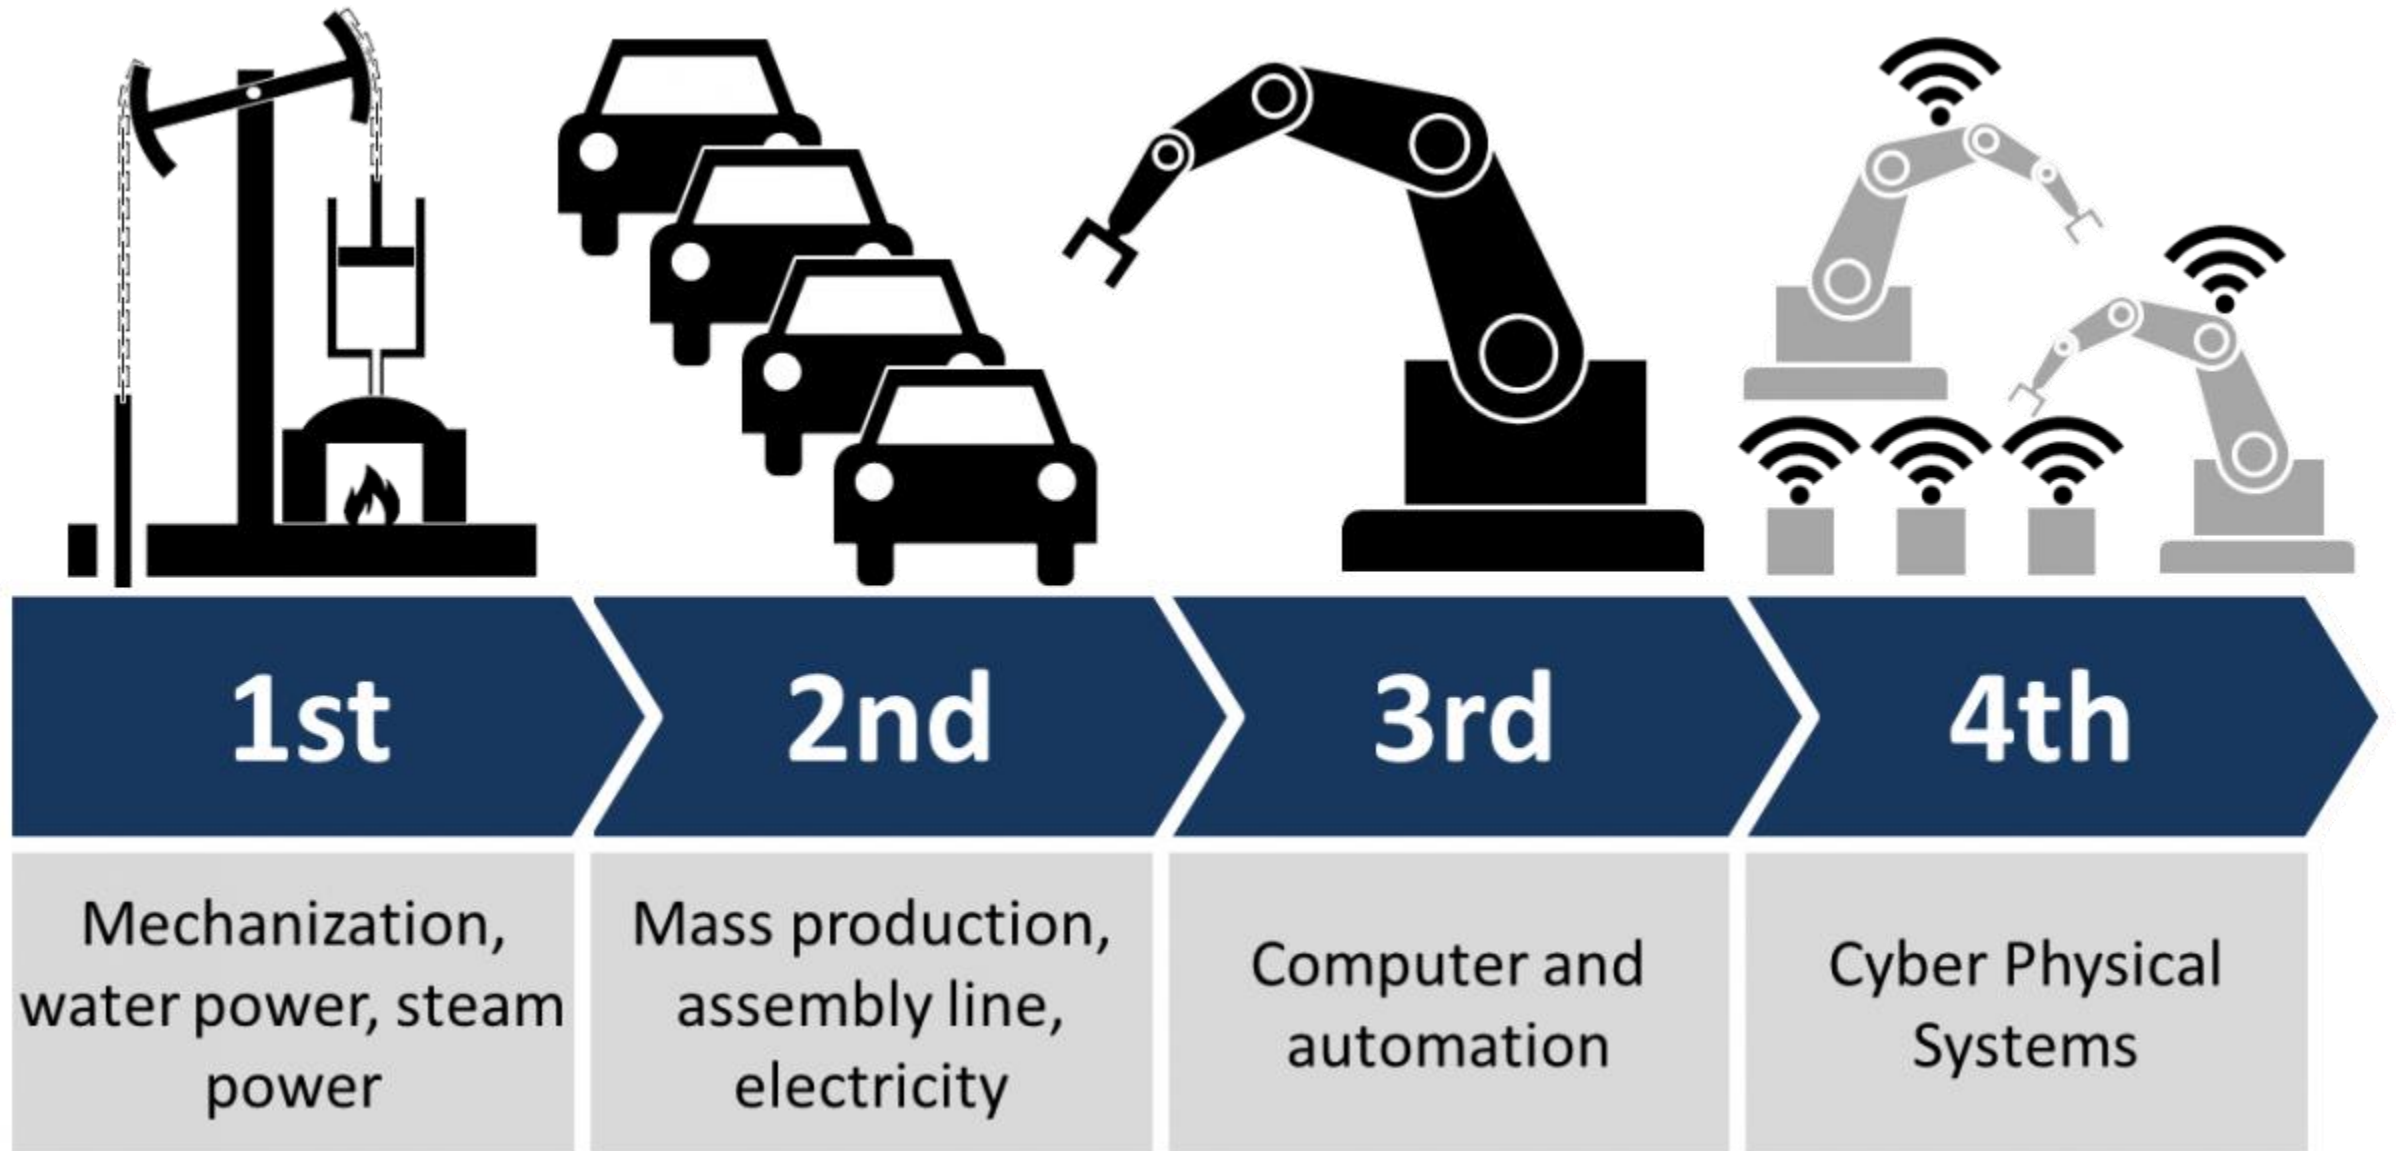 1st
2nd
3rd
4th
Mechanization,
water power, steam
power
Mass production,
assembly line,
electricity
Computer and
automation
Cyber Physical
Systems